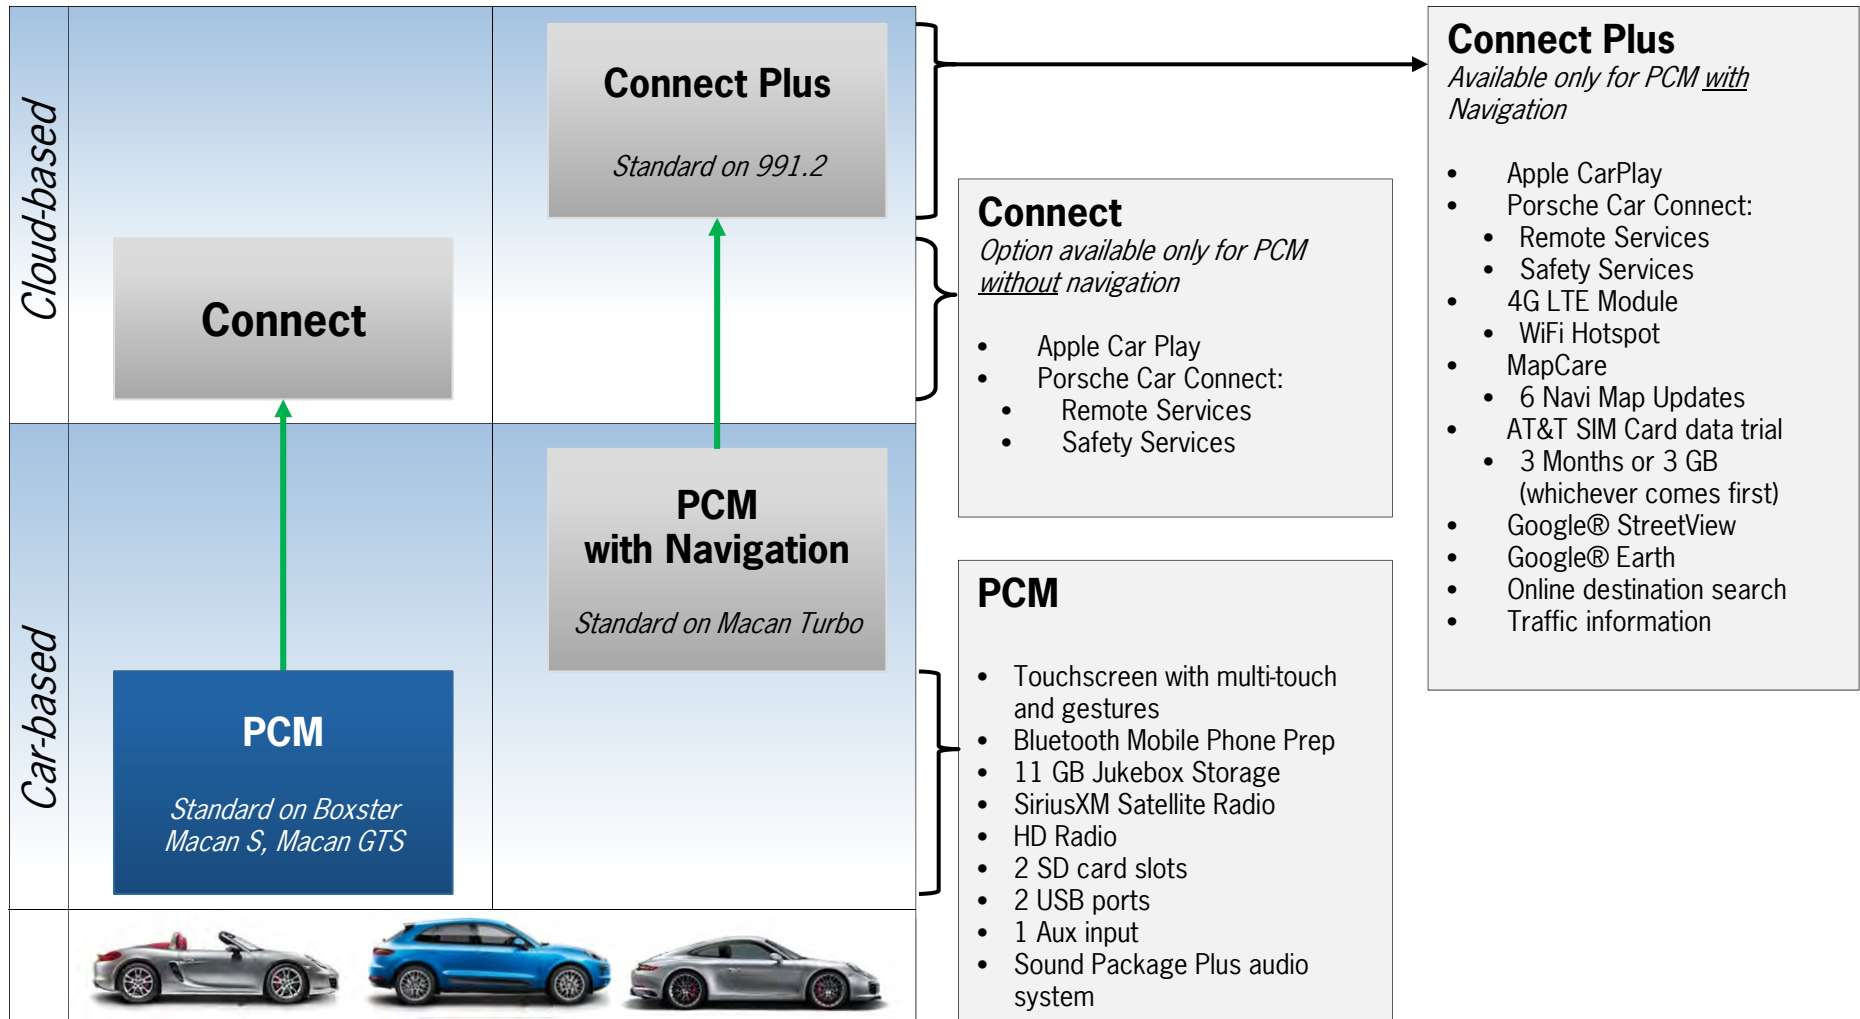 Cloud-based
Connect Plus
Standard on 991.2
Connect
Car-based
PCM
with Navigation
Standard on Macan Turbo
PCM
Standard on Boxster
Macan S, Macan GTS
Connect
Option available only for PCM
without navigation
• Apple Car Play
• Porsche Car Connect:
• Remote Services
• Safety Services
PCM
• Touchscreen with multi-touch
and gestures
• Bluetooth Mobile Phone Prep
• 11 GB Jukebox Storage
• SiriusXM Satellite Radio
• HD Radio
• 2 SD card slots
• 2 USB ports
• 1 Aux input
• Sound Package Plus audio
system
Connect Plus
Available only for PCM with
Navigation
• Apple CarPlay
• Porsche Car Connect:
• Remote Services
• Safety Services
• 4G LTE Module
• WiFi Hotspot
• MapCare
• 6 Navi Map Updates
• AT&T SIM Card data trial
• 3 Months or 3 GB
(whichever comes first)
• Google® StreetView
• Google® Earth
• Online destination search
• Traffic information